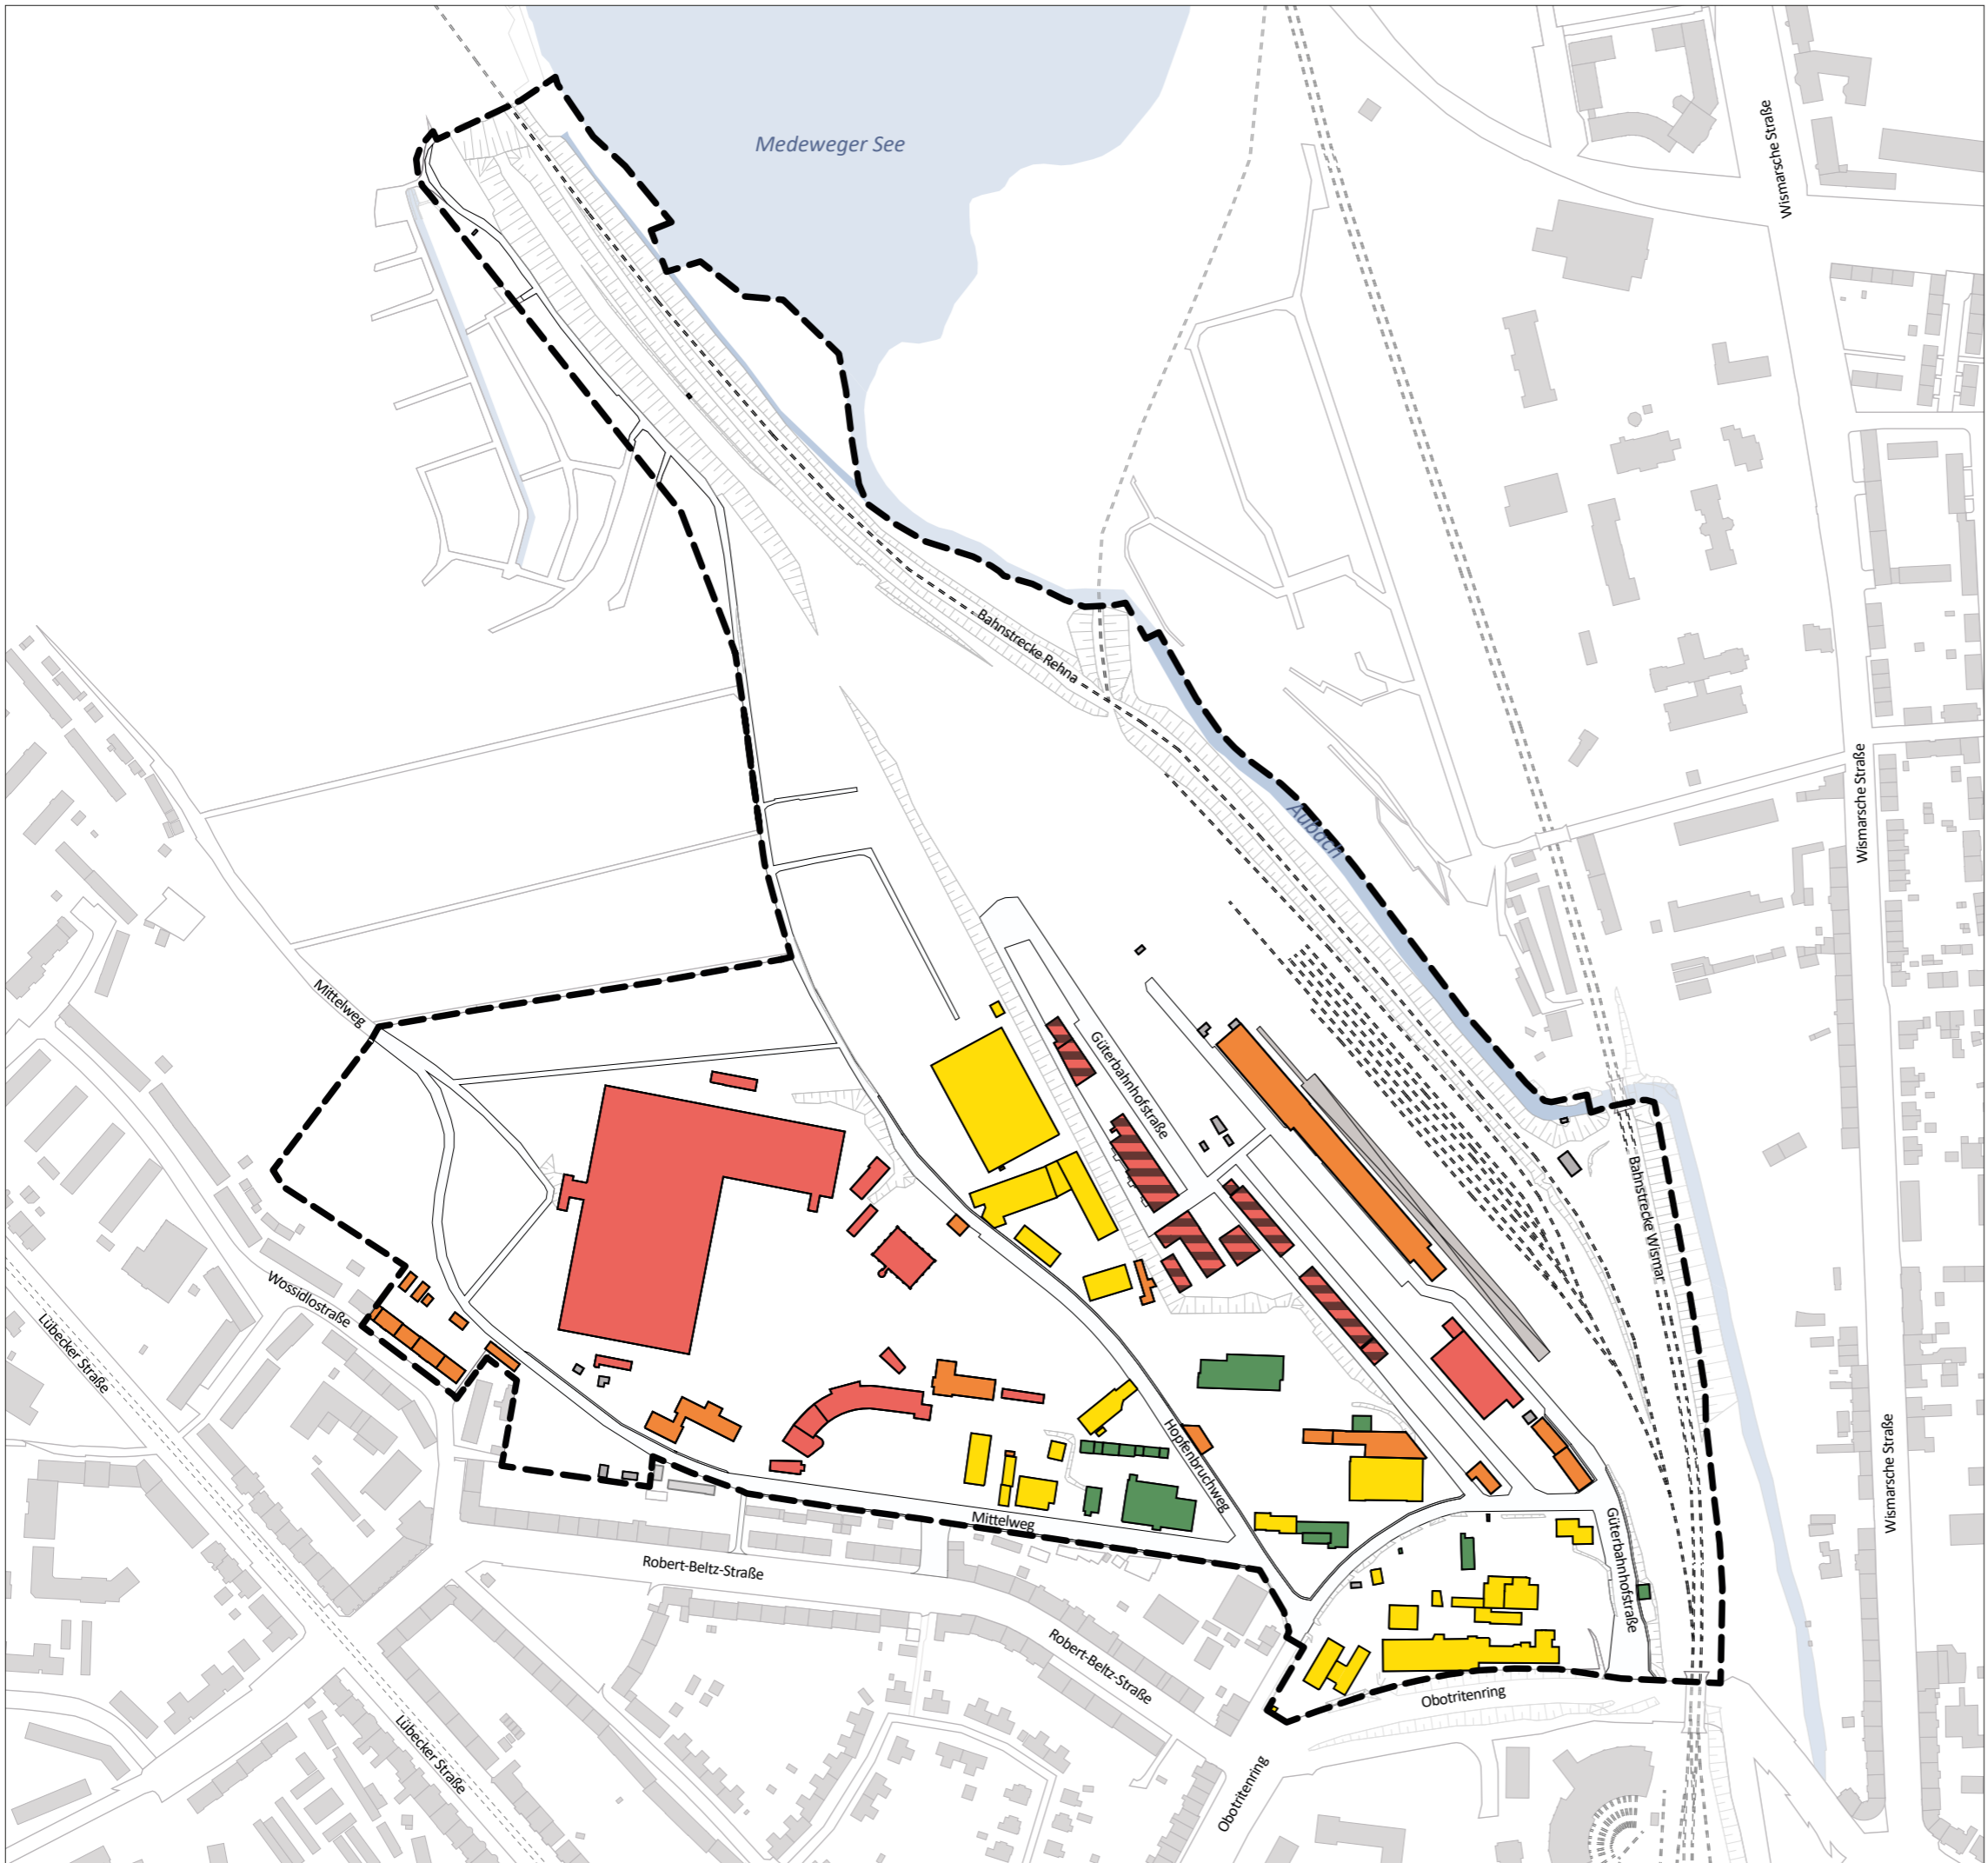 Medeweger See
Wismarsche Straße
Bahnstrecke Rehna
Aubach
Wismarsche Straße
Mittelweg
Güterbahnhofstraße
Bahnstrecke Wismar
Wossidlostraße
Lübecker Straße
Hopfenbruchweg
Wismarsche Straße
Mittelweg
Güterbahnhofstraße
Robert-Beltz-Straße
Robert-Beltz-Straße
Obotritenring
Lübecker Straße
Obotritenring